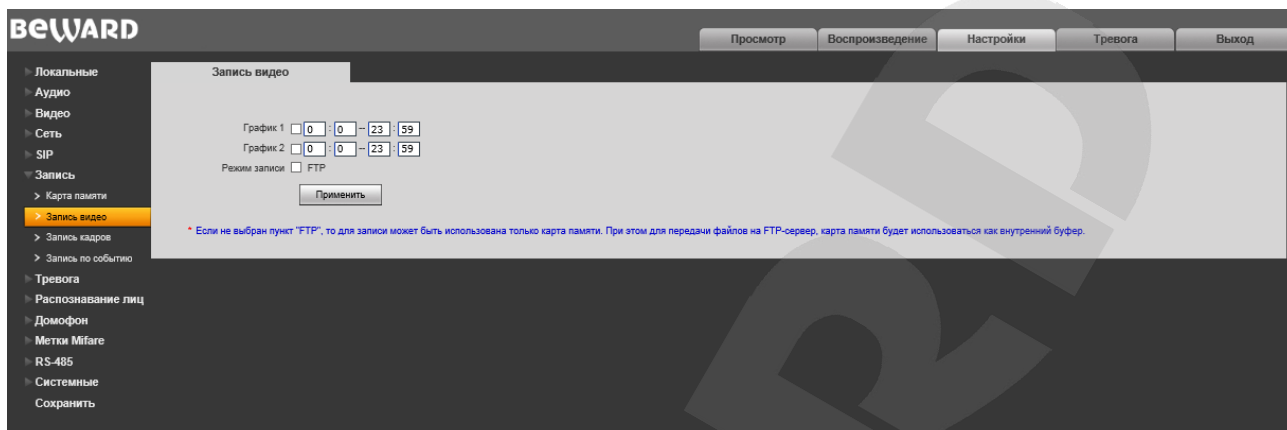 BEWARD
Просмотр Воспроизведение Настройки Тревога Выход
Локальные
Аудио
Видео
Сеть
SIP
Запись
> Карта памяти
> Запись видео
> Запись кадров
> Запись по событию
Тревога
Распознавание лиц
Домофон
Метки Mifare
RS-485
Системные
Сохранить
Запись видео
График 1 0 : 0 -- 23 : 59
График 2 0 : 0 -- 23 : 59
Режим записи FTP
Применить
* Если не выбран пункт "FTP", то для записи может быть использована только карта памяти. При этом для передачи файлов на FTP-сервер, карта памяти будет использоваться как внутренний буфер.